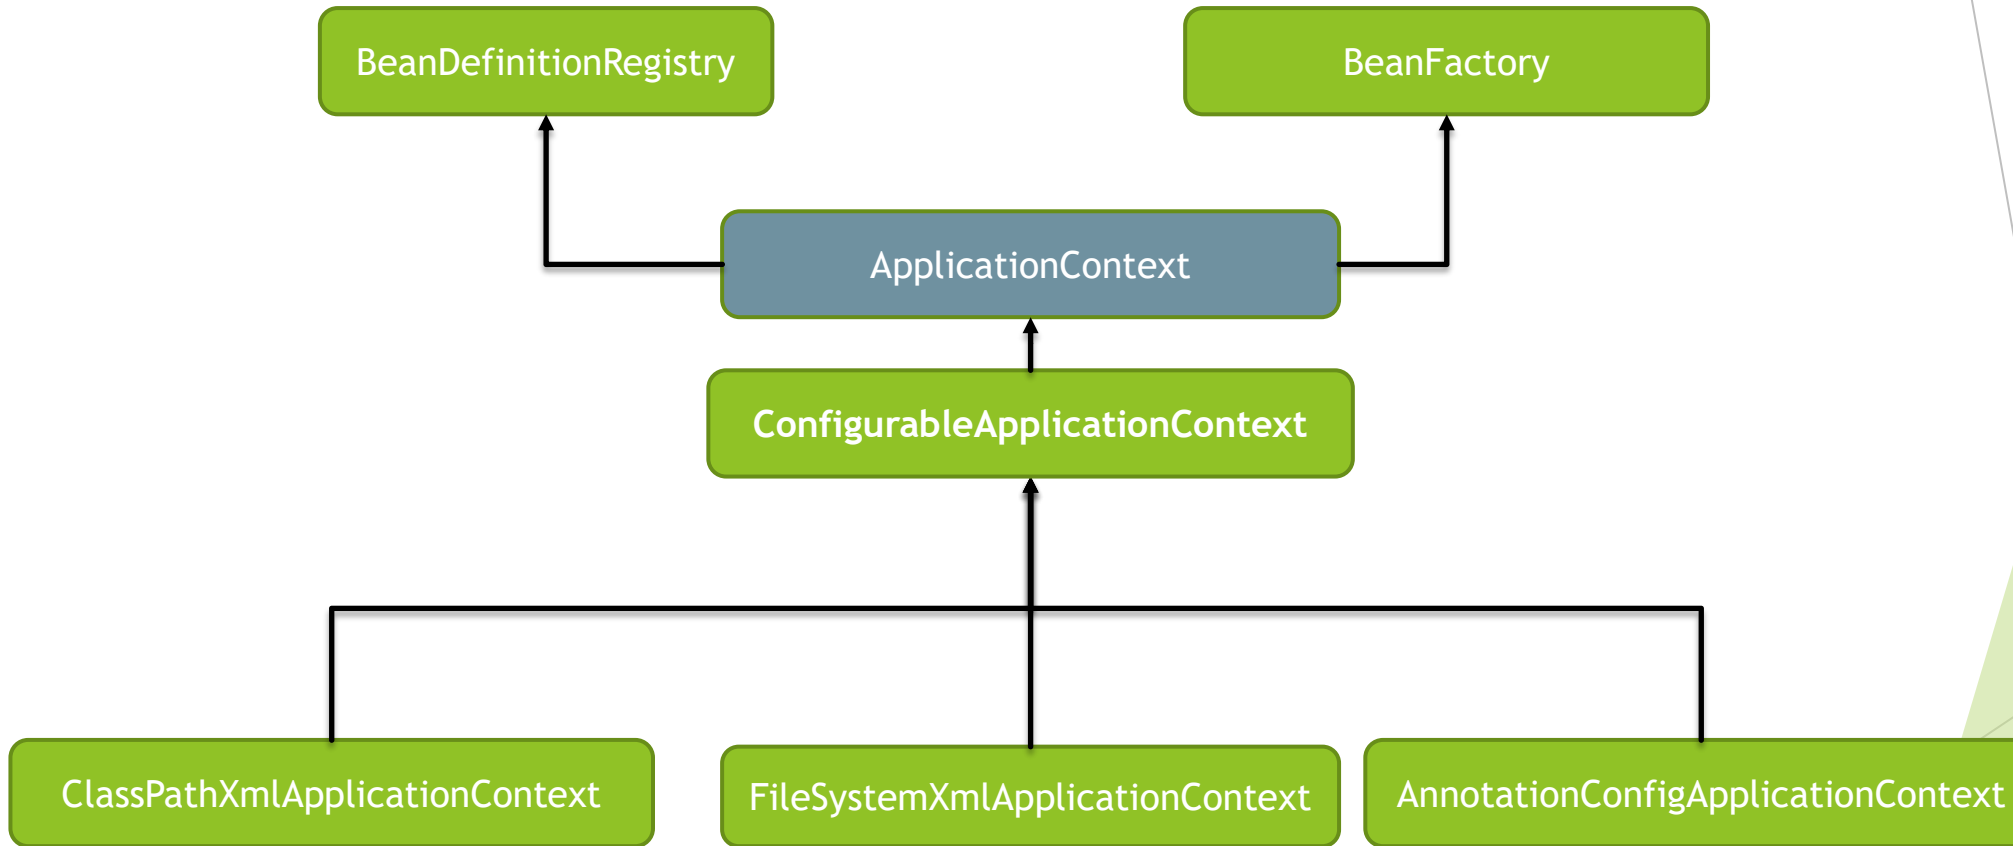 BeanDefinitionRegistry
BeanFactory
ApplicationContext
ConfigurableApplicationContext
ClassPathXmlApplicationContext
FileSystemXmlApplicationContext
AnnotationConfigApplicationContext